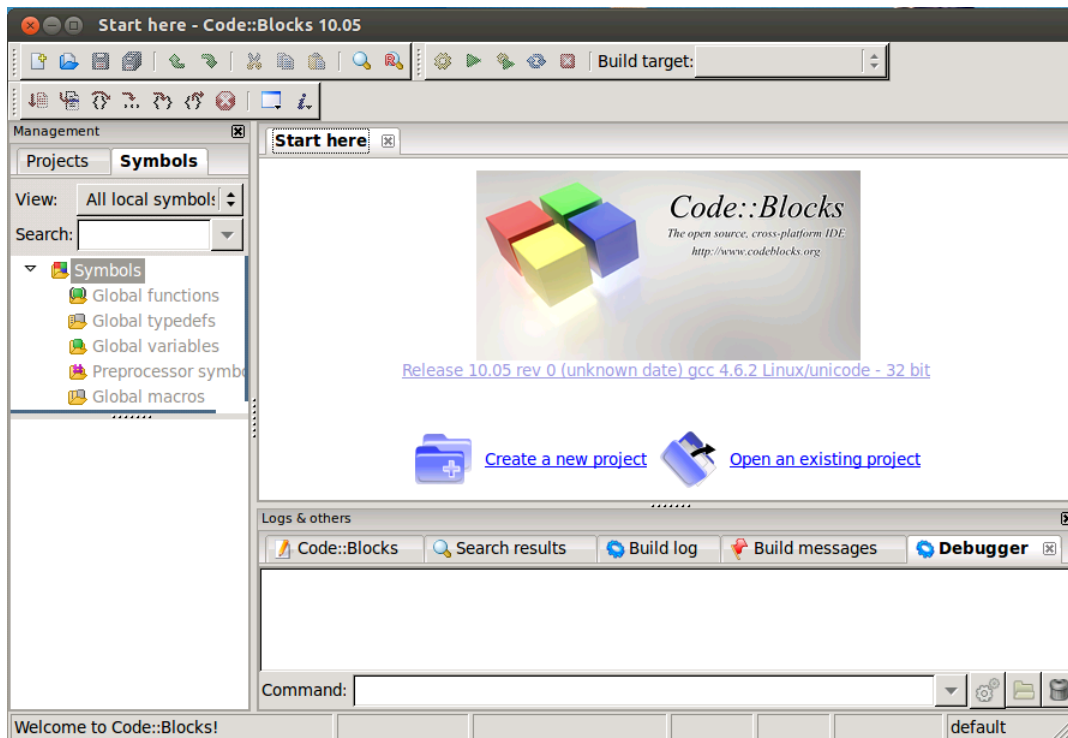 Start here - Code::Blocks 10.05
Build target:
Management
Projects Symbols
View: All local symbols
Search:
Symbols
Global functions
Global typedefs
Global variables
Preprocessor symbo
Global macros
Start here
Code::Blocks
The open source, cross-platform IDE
http://www.codeblocks.org
Release 10.05 rev 0 (unknown date) gcc 4.6.2 Linux/unicode - 32 bit
Create a new project Open an existing project
Logs & others
Code::Blocks Search results Build log Build messages Debugger
Command:
Welcome to Code::Blocks! default